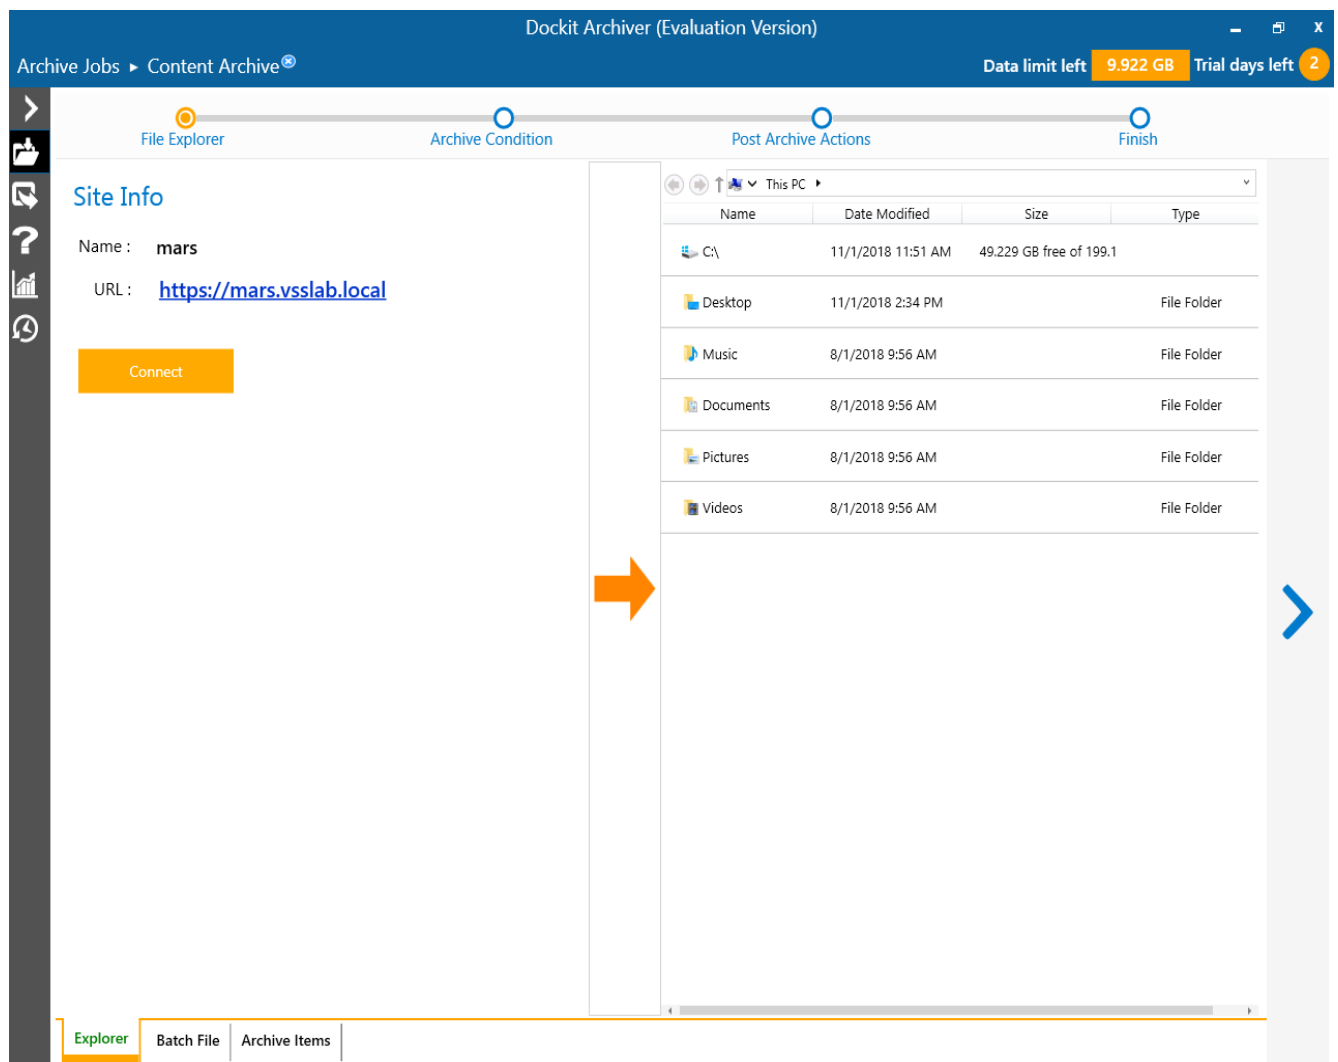 Dockit Archiver (Evaluation Version)
Archive Jobs ► Content Archive
Data limit left 9.922 GB Trial days left 2
File Explorer Archive Condition Post Archive Actions Finish
Site Info
Name : mars
URL : https://mars.vsslab.local
Connect
This PC
Name Date Modified Size Type
C:\ 11/1/2018 11:51 AM 49.229 GB free of 199.1
Desktop 11/1/2018 2:34 PM File Folder
Music 8/1/2018 9:56 AM File Folder
Documents 8/1/2018 9:56 AM File Folder
Pictures 8/1/2018 9:56 AM File Folder
Videos 8/1/2018 9:56 AM File Folder
Explorer Batch File Archive Items